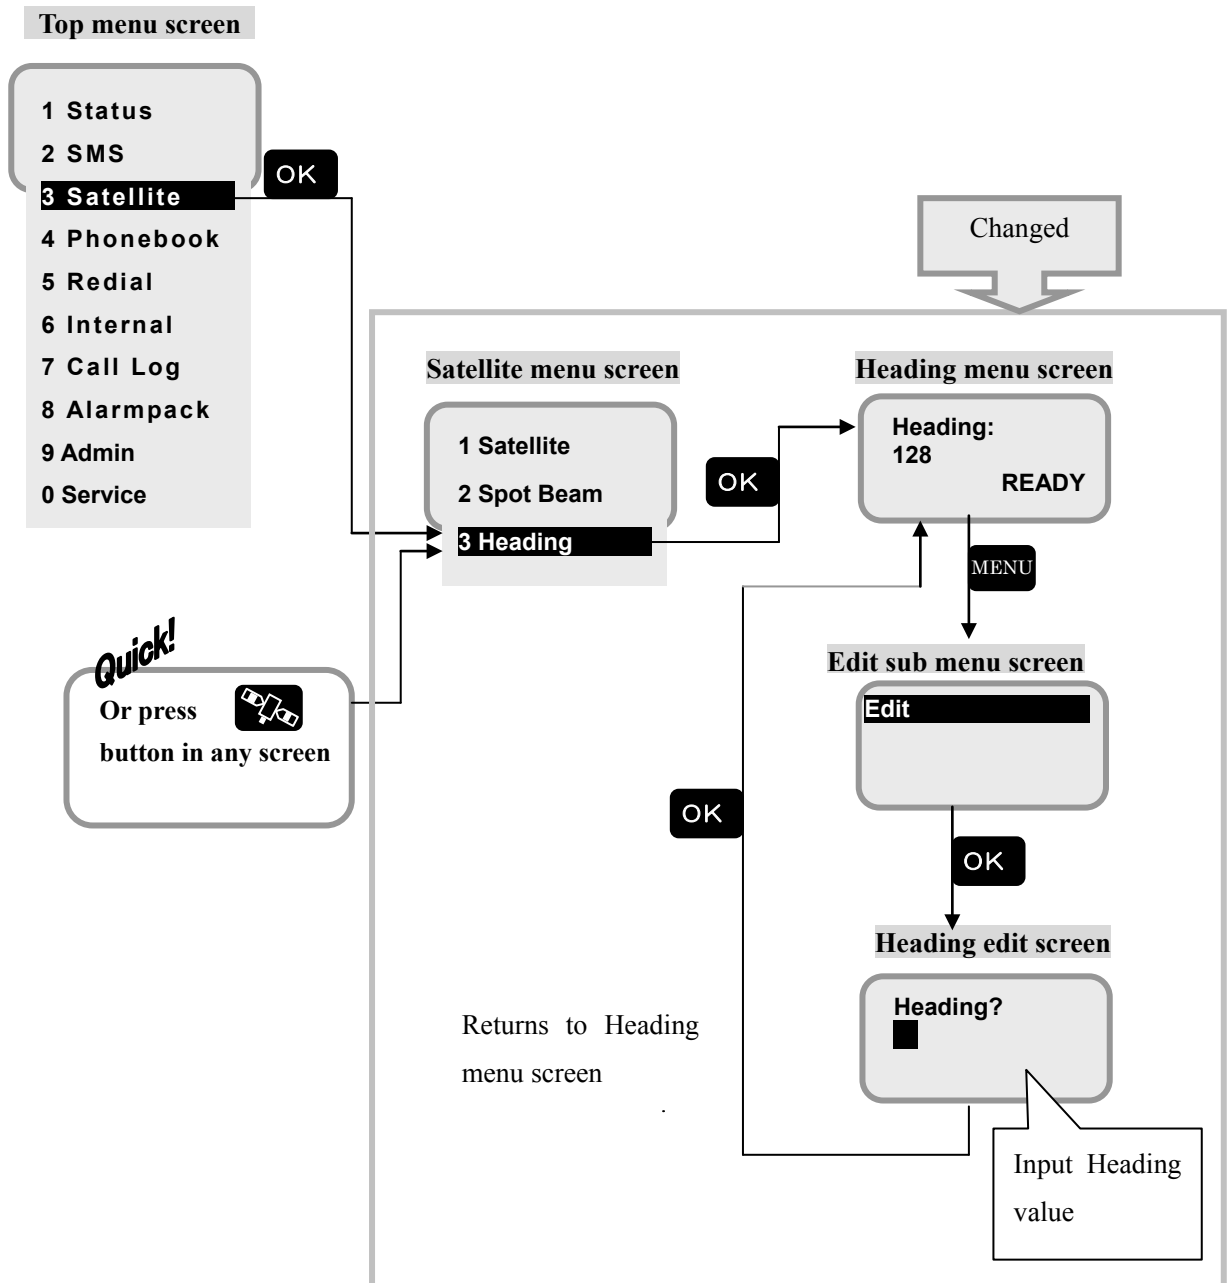 Top menu screen
1 Status
2 SMS
3 Satellite
4 Phonebook
5 Redial
6 Internal
7 Call Log
8 Alarmpack
9 Admin
0 Service
OK
Quick!
Or press
button in any screen
Changed
Satellite menu screen
1 Satellite
2 Spot Beam
3 Heading
OK
Heading menu screen
Heading:
128
READY
MENU
Edit sub menu screen
Edit
OK
OK
Heading edit screen
Heading?
Returns to Heading
menu screen
.
Input Heading
value